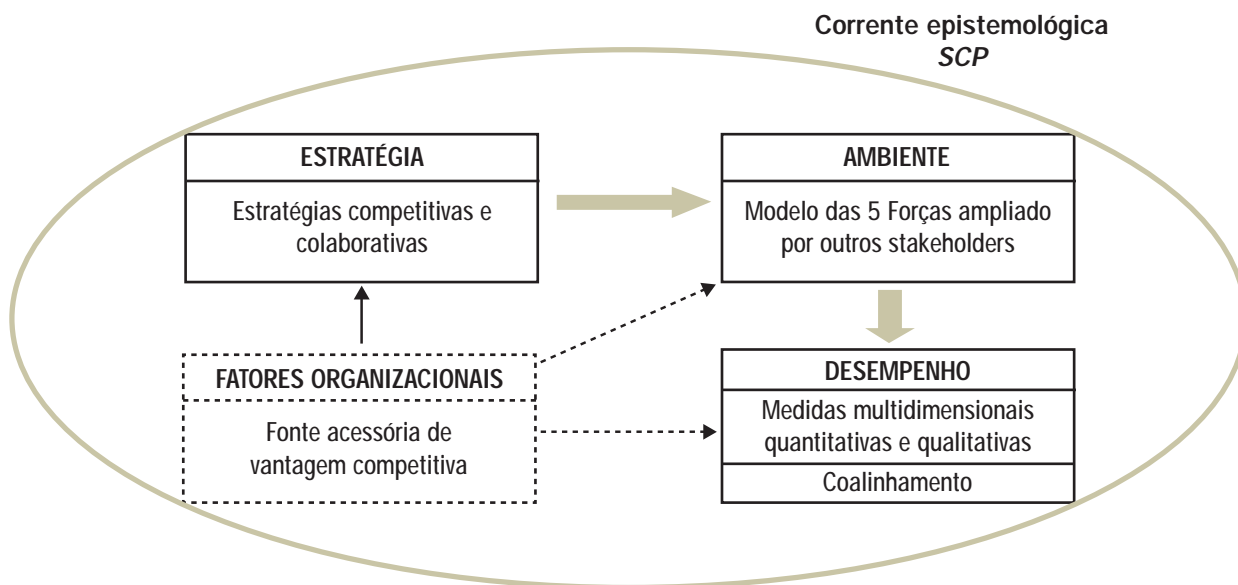 Corrente epistemológica
SCP
ESTRATÉGIA
Estratégias competitivas e
colaborativas
AMBIENTE
Modelo das 5 Forças ampliado
por outros stakeholders
FATORES ORGANIZACIONAIS
Fonte acessória de
vantagem competitiva
DESEMPENHO
Medidas multidimensionais
quantitativas e qualitativas
Coalinhamento